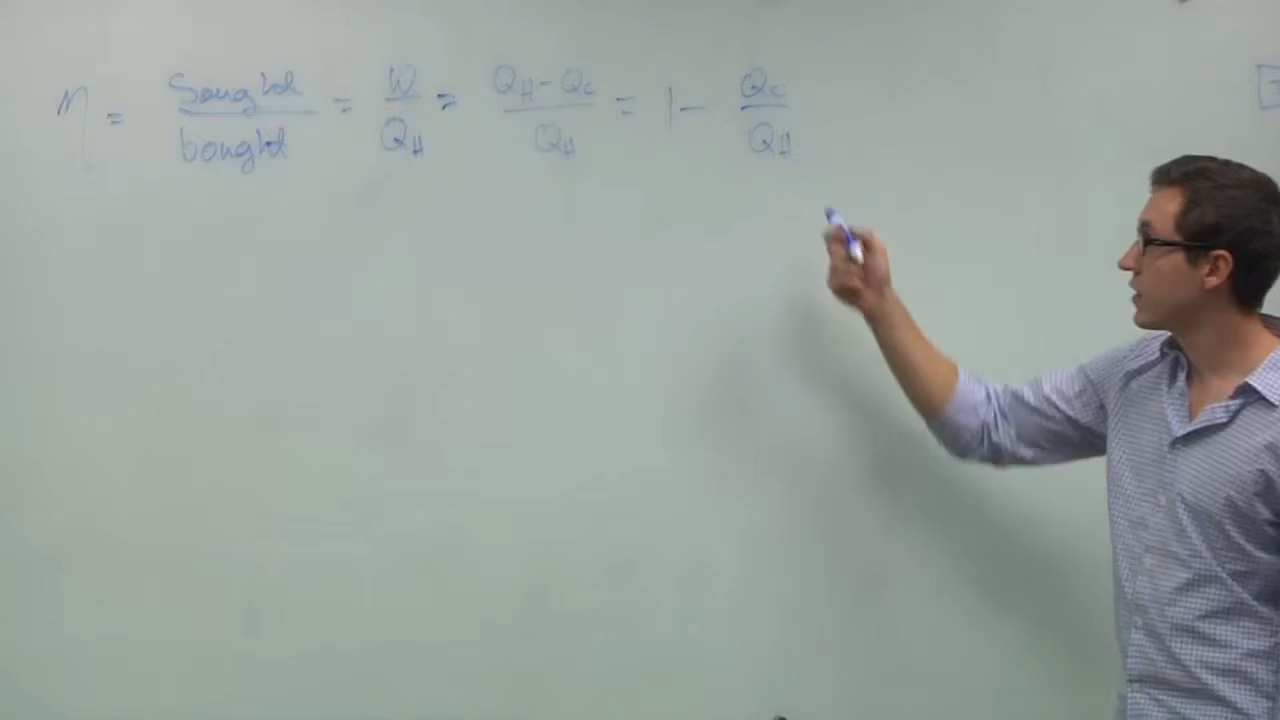 η = Sought / bought = W / Q_H = Q_H - Q_C / Q_H = 1 - Q_C / Q_H